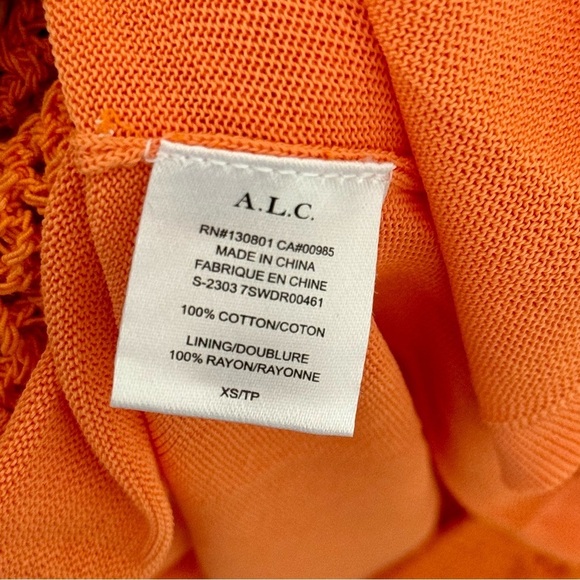 A.L.C.
RN#130801 CA#00985
MADE IN CHINA
FABRIQUE EN CHINE
S-2303 7SWDR00461
100% COTTON/COTON
LINING/DOUBLURE
100% RAYON/RAYONNE
XS/TP